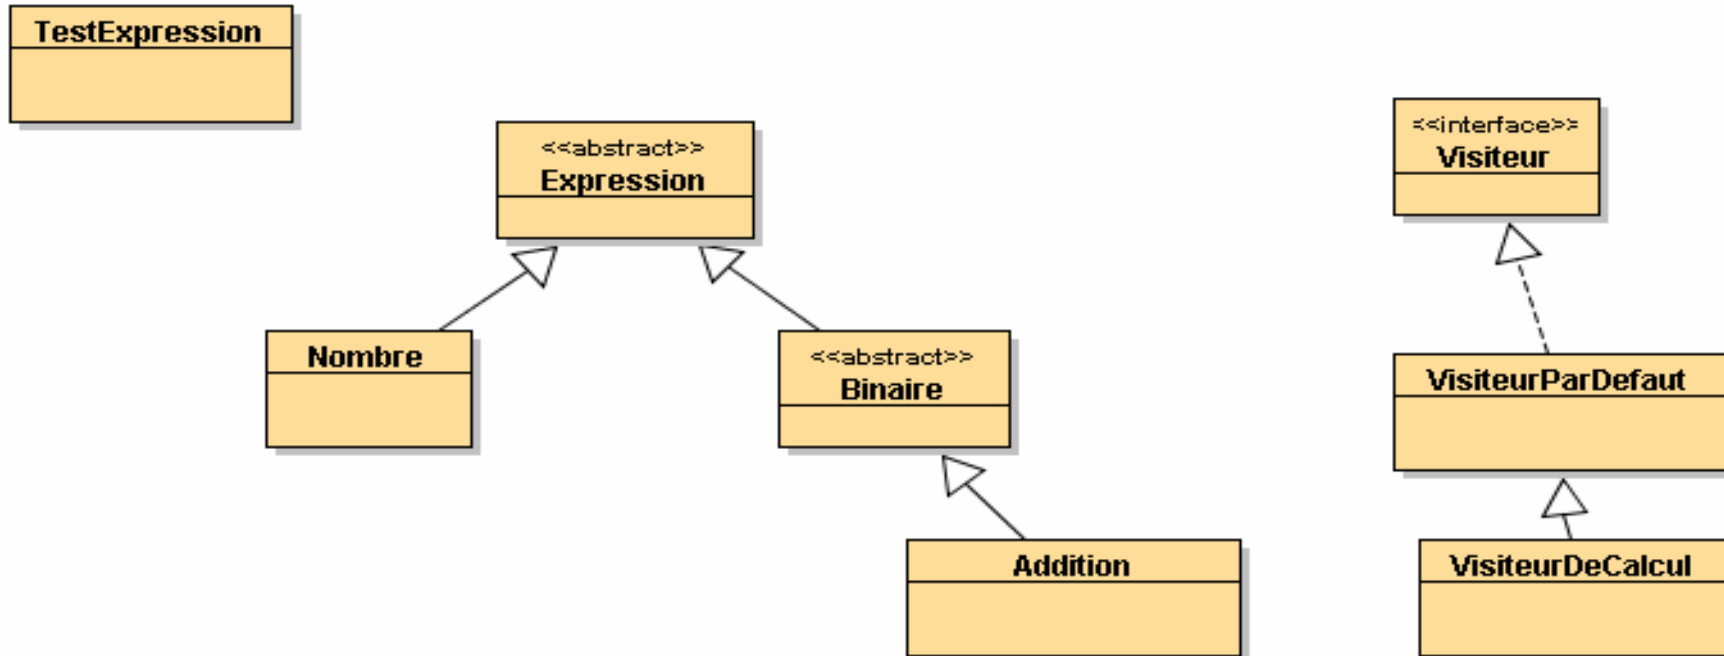 TestExpression
<<abstract>>
Expression
<<interface>>
Visiteur
Nombre
<<abstract>>
Binaire
VisiteurParDefaut
Addition
VisiteurDeCalcul